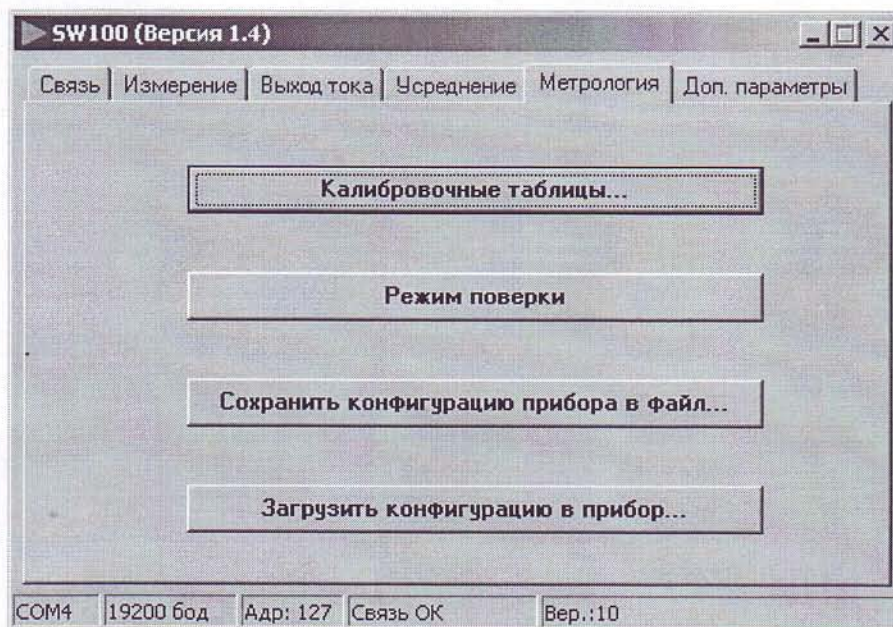 SW100 (Версия 1.4)
Связь Измерение Выход тока Усреднение Метрология Доп. параметры
Калибровочные таблицы...
Режим поверки
Сохранить конфигурацию прибора в файл...
Загрузить конфигурацию в прибор...
COM4 19200 бод Адр: 127 Связь ОК Вер.:10